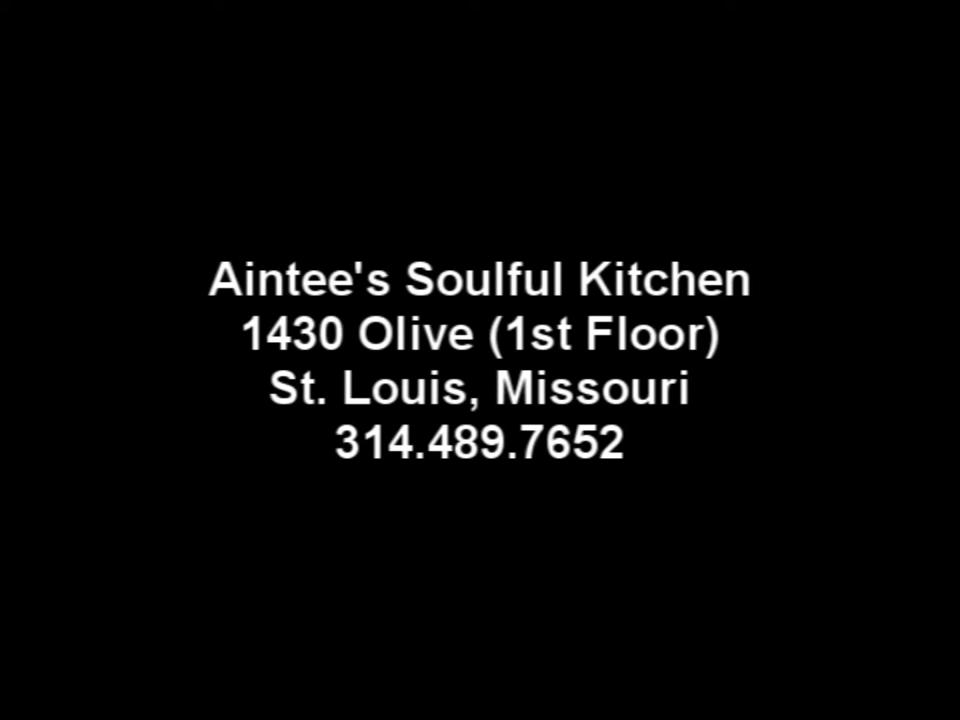 Aintee's Soulful Kitchen
1430 Olive (1st Floor)
St. Louis, Missouri
314.489.7652